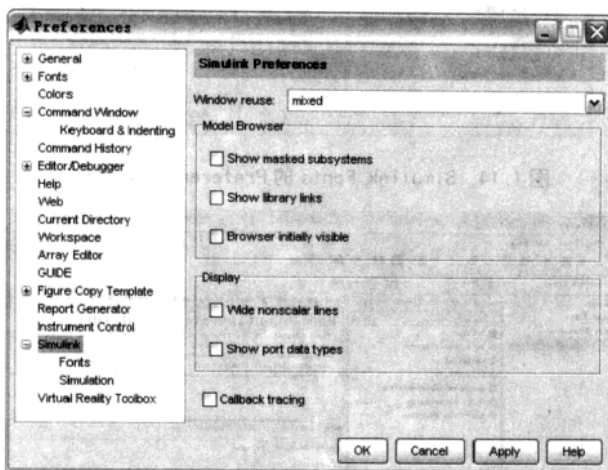 Preferences
General
Fonts
Colors
Command Window
Keyboard & Indenting
Command History
Editor/Debugger
Help
Web
Current Directory
Workspace
Array Editor
GUIDE
Figure Copy Template
Report Generator
Instrument Control
Simulink
Fonts
Simulation
Virtual Reality Toolbox
Simulink Preferences
Window reuse: mixed
Model Browser
Show masked subsystems
Show library links
Browser initially visible
Display
Wide nonscalar lines
Show port data types
Callback tracing
OK Cancel Apply Help